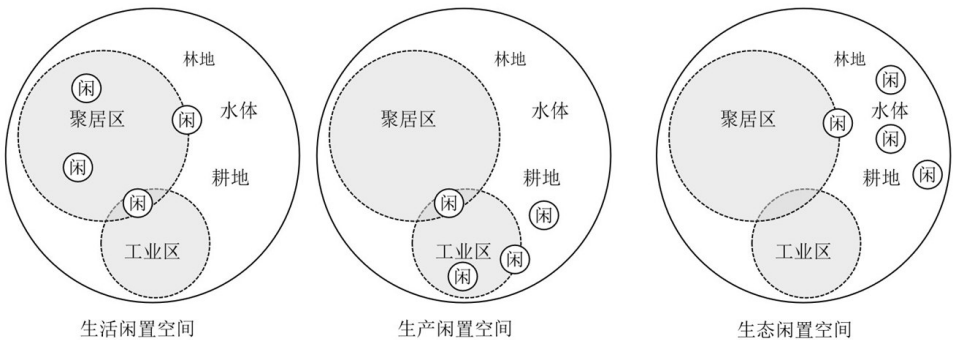 林地
闲
聚居区
闲
水体
闲
耕地
闲
工业区
生活闲置空间
林地
聚居区
水体
耕地
闲
闲
工业区
闲
闲
生产闲置空间
林地
闲
聚居区
闲
水体
闲
耕地
闲
工业区
生态闲置空间